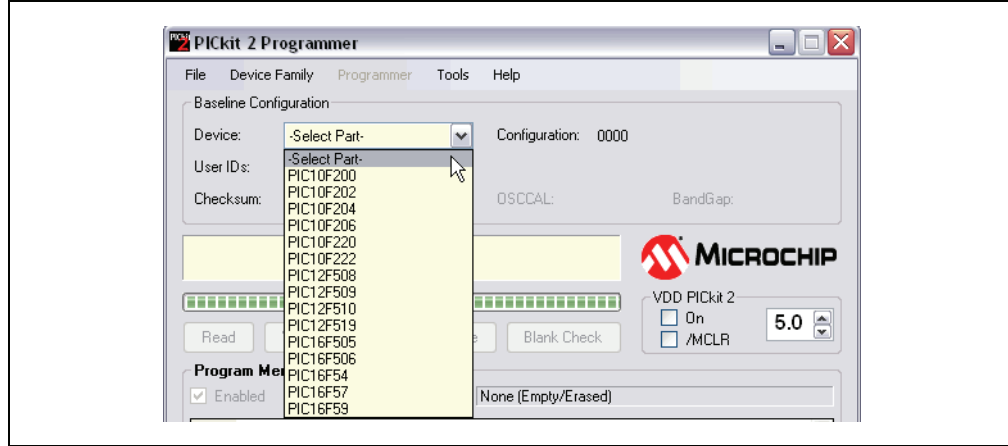 PICkit 2 Programmer
File Device Family Programmer Tools Help
Baseline Configuration
Device: -Select Part- Configuration: 0000
User IDs: -Select Part-
PIC10F200
PIC10F202
Checksum: OSCCAL: BandGap:
PIC10F204
PIC10F206
PIC10F220
PIC10F222
MICROCHIP
PIC12F508
PIC12F509
VDD PICkit 2
PIC12F510
On
5.0
PIC12F519
Read Blank Check
/MCLR
PIC16F505
PIC16F506
Program Me
PIC16F54
Enabled PIC16F57 None (Empty/Erased)
PIC16F59